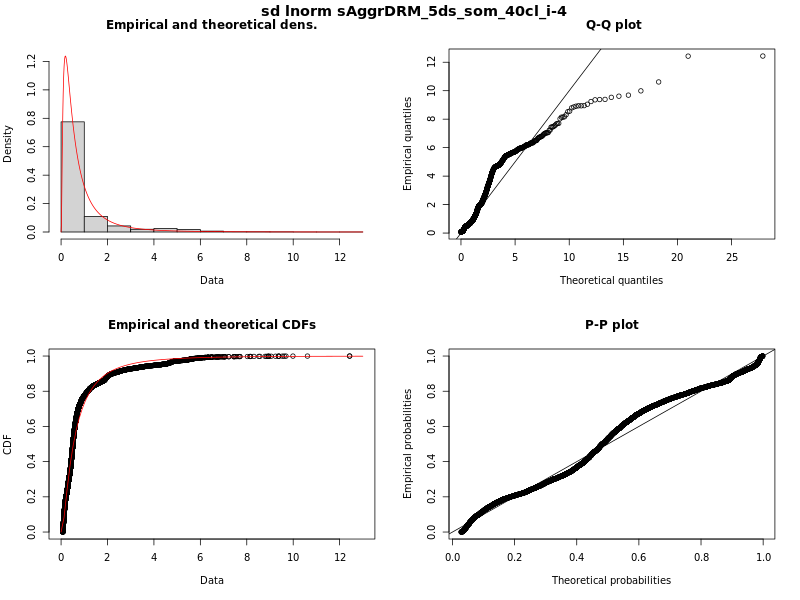 sd lnorm sAggrDRM_5ds_som_40cl_i-4
Empirical and theoretical dens.
Density
0.0 0.2 0.4 0.6 0.8 1.0 1.2
0 2 4 6 8 10 12
Data
Q-Q plot
Empirical quantiles
0 2 4 6 8 10 12
0 5 10 15 20 25
Theoretical quantiles
Empirical and theoretical CDFs
CDF
0.0 0.2 0.4 0.6 0.8 1.0
0 2 4 6 8 10 12
Data
P-P plot
Empirical probabilities
0.0 0.2 0.4 0.6 0.8 1.0
0.0 0.2 0.4 0.6 0.8 1.0
Theoretical probabilities